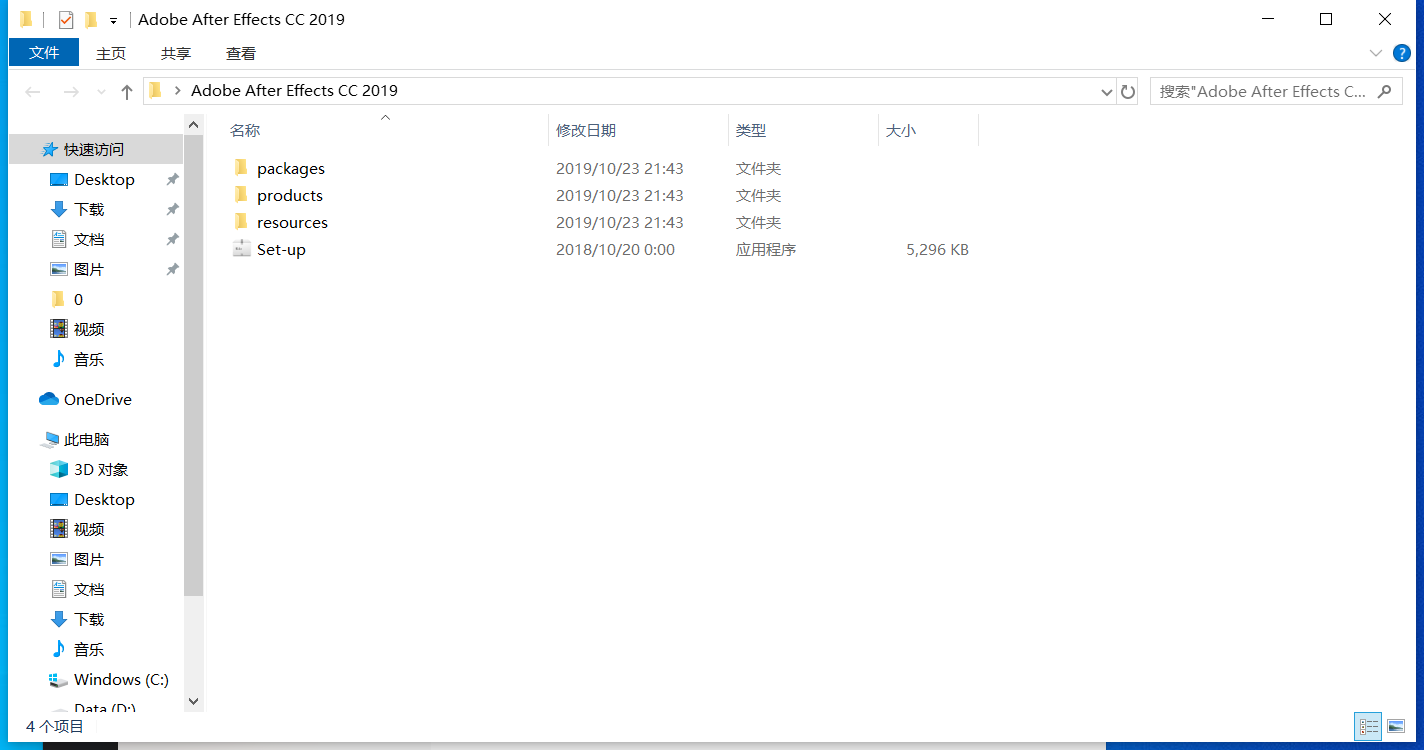 Adobe After Effects CC 2019
文件 主页 共享 查看
Adobe After Effects CC 2019 搜索"Adobe After Effects C...
名称 修改日期 类型 大小
packages 2019/10/23 21:43 文件夹
products 2019/10/23 21:43 文件夹
resources 2019/10/23 21:43 文件夹
Set-up 2018/10/20 0:00 应用程序 5,296 KB
快速访问
Desktop
下载
文档
图片
0
视频
音乐
OneDrive
此电脑
3D 对象
Desktop
视频
图片
文档
下载
音乐
Windows (C:)
Data (D:)
4 个项目